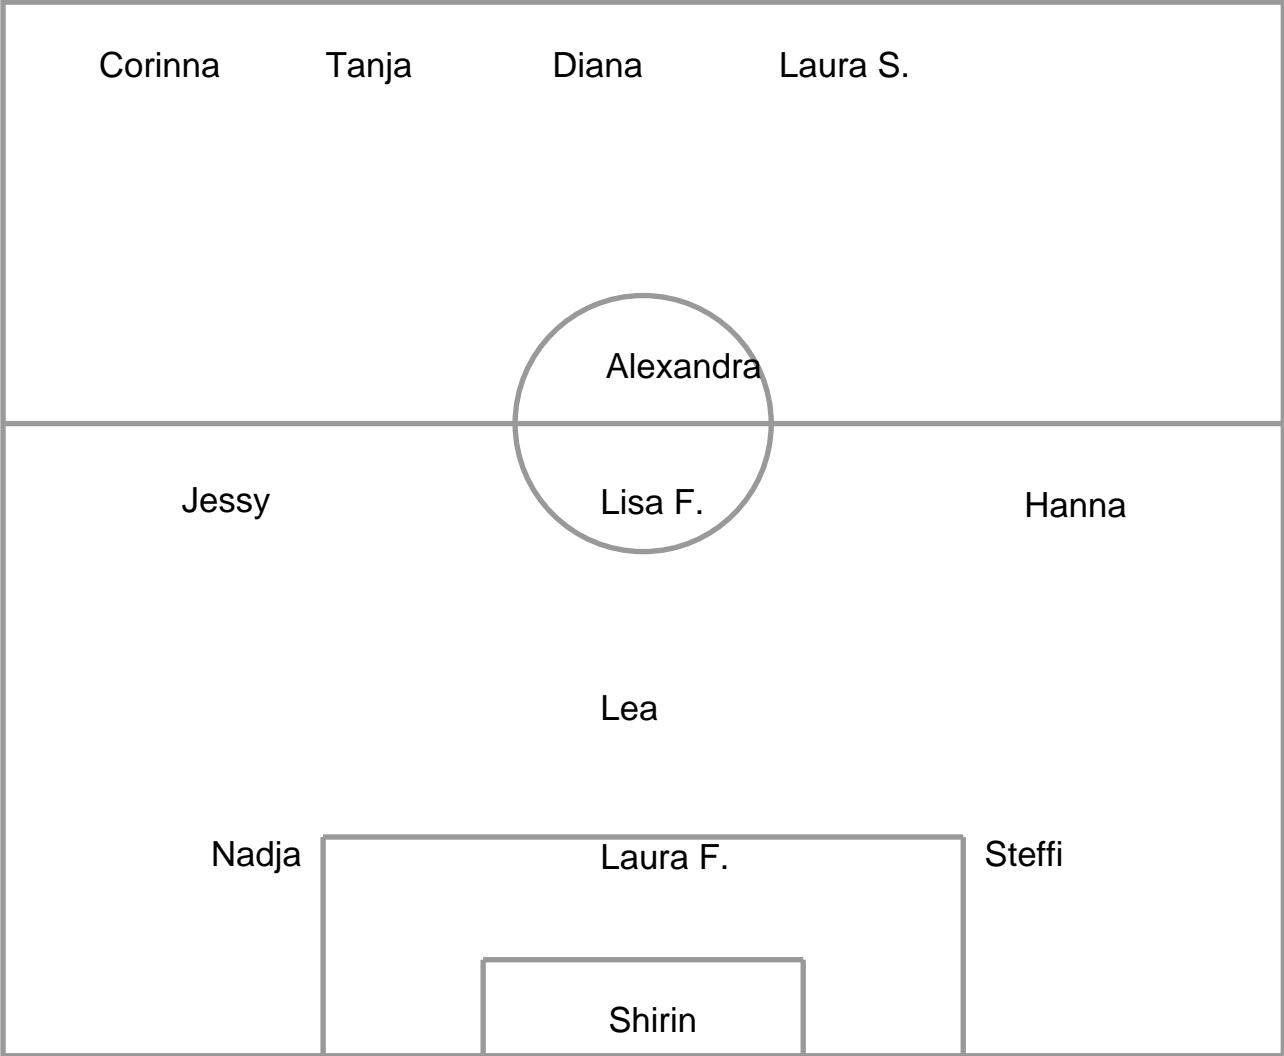 Corinna Tanja Diana Laura S.
Alexandra
Jessy Lisa F. Hanna
Lea
Nadja Laura F. Steffi
Shirin